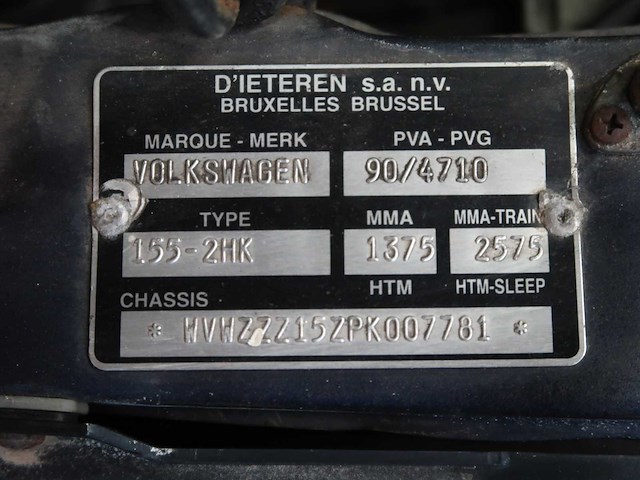 D'IETEREN s.a. n.v.
BRUXELLES BRUSSEL
MARQUE - MERK PVA - PVG
VOLKSWAGEN 90/4710
TYPE MMA MMA-TRAIN
155-2HK 1375 2575
HTM HTM-SLEEP
CHASSIS
* WVWZZZ15ZPK007781 *